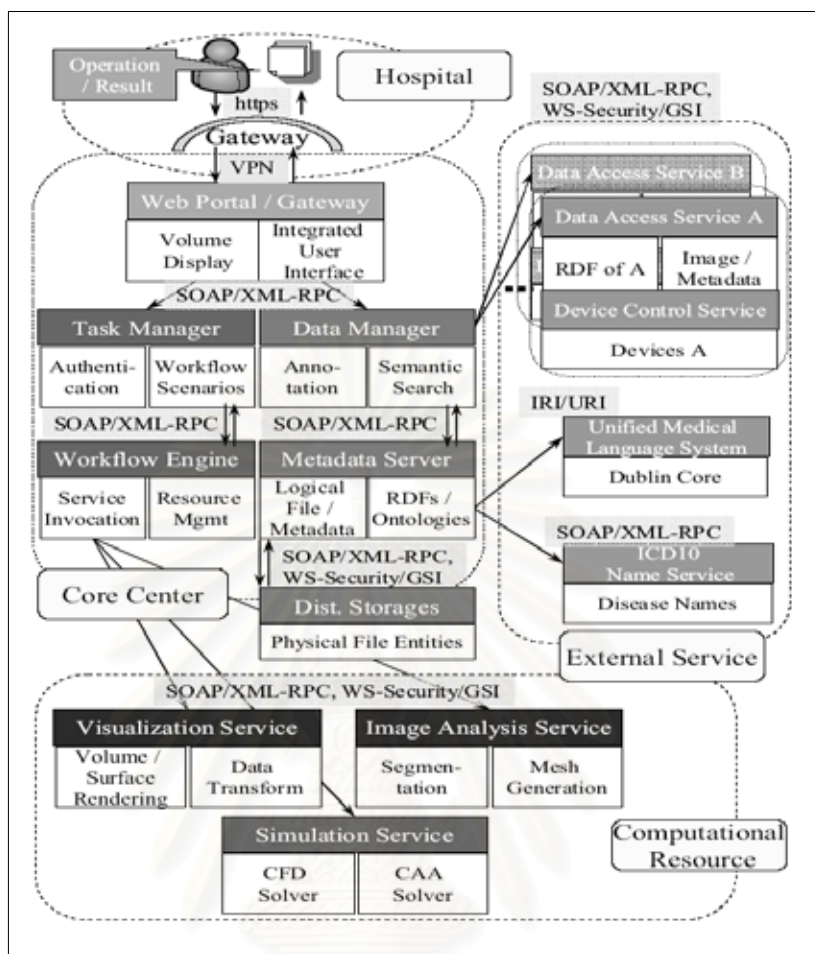 Operation
/ Result
Hospital
https
Gateway
VPN
SOAP/XML-RPC,
WS-Security/GSI
Web Portal / Gateway
Volume
Display
Integrated
User
Interface
SOAP/XML-RPC
Task Manager
Authenti-
cation
Workflow
Scenarios
Data Manager
Anno-
tation
Semantic
Search
SOAP/XML-RPC
SOAP/XML-RPC
Workflow Engine
Service
Invocation
Resource
Mgmt
Metadata Server
Logical
File /
Metadata
RDFs /
Ontologies
SOAP/XML-RPC,
WS-Security/GSI
Core Center
Dist. Storages
Physical File Entities
Data Access Service B
Data Access Service A
RDF of A
Image /
Metadata
Device Control Service
Devices A
IRI/URI
Unified Medical
Language System
Dublin Core
SOAP/XML-RPC
ICD10
Name Service
Disease Names
External Service
SOAP/XML-RPC, WS-Security/GSI
Visualization Service
Volume /
Surface
Rendering
Data
Transform
Image Analysis Service
Segmen-
tation
Mesh
Generation
Simulation Service
CFD
Solver
CAA
Solver
Computational
Resource